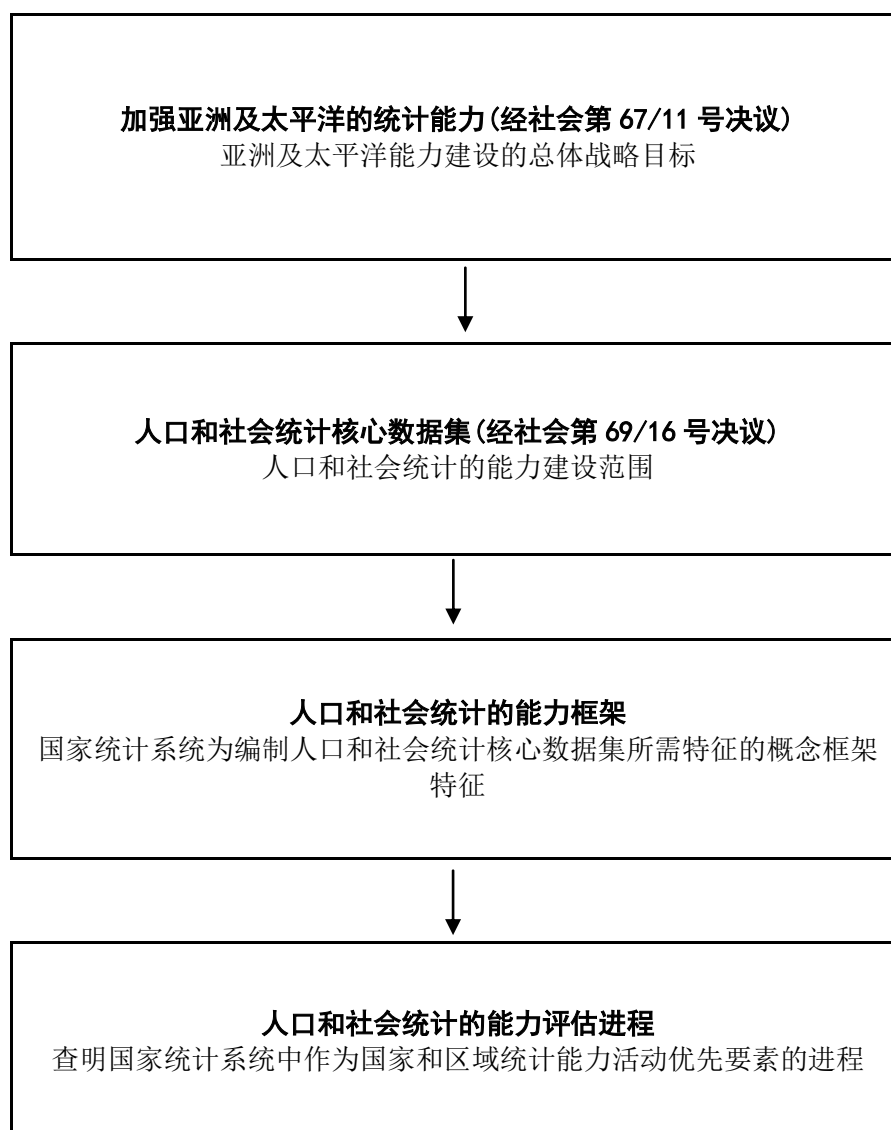 加强亚洲及太平洋的统计能力(经社会第 67/11 号决议)
亚洲及太平洋能力建设的总体战略目标
人口和社会统计核心数据集(经社会第 69/16 号决议)
人口和社会统计的能力建设范围
人口和社会统计的能力框架
国家统计系统为编制人口和社会统计核心数据集所需特征的概念框架
特征
人口和社会统计的能力评估进程
查明国家统计系统中作为国家和区域统计能力活动优先要素的进程